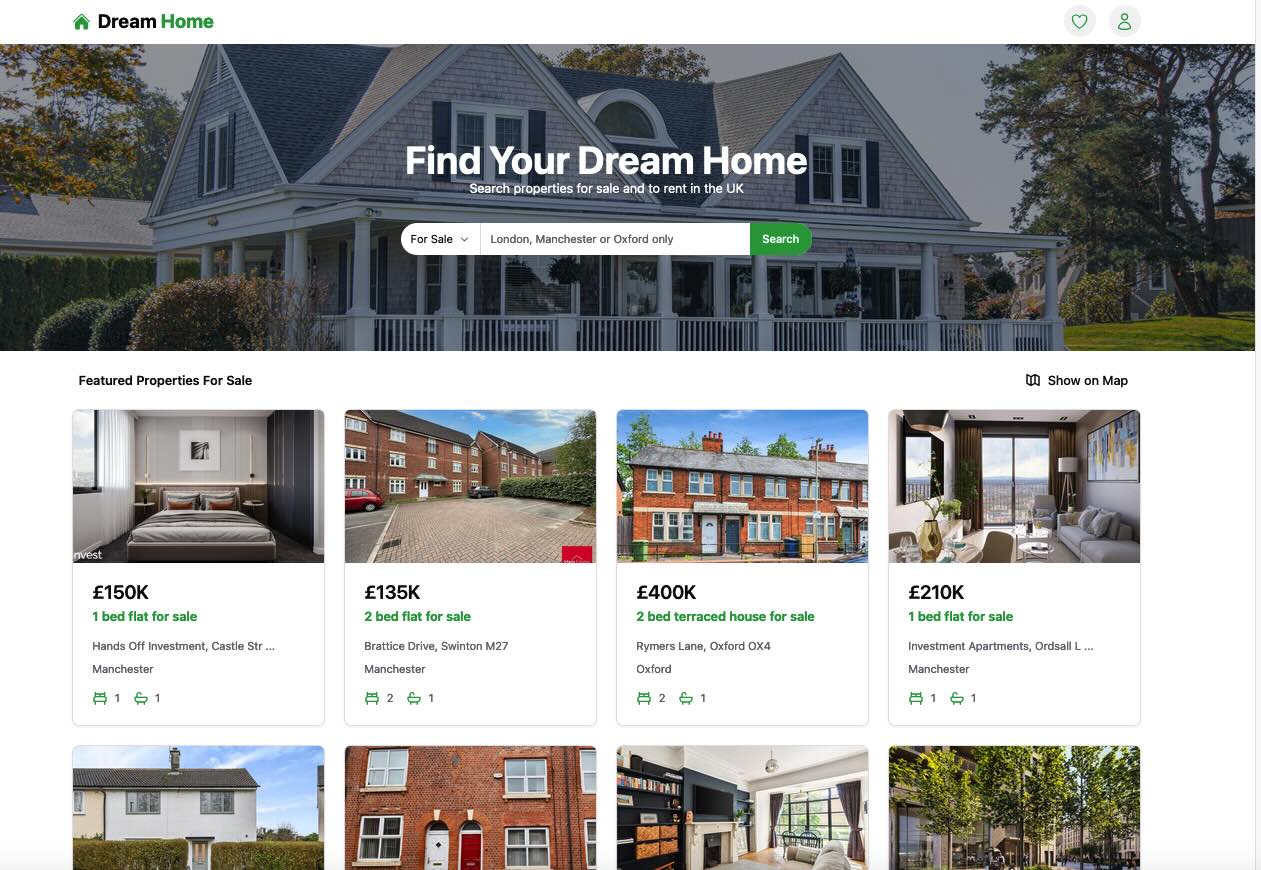 Dream Home
Find Your Dream Home
Search properties for sale and to rent in the UK
For Sale
London, Manchester or Oxford only
Search
Featured Properties For Sale
Show on Map
nvest
£150K
1 bed flat for sale
Hands Off Investment, Castle Str ...
Manchester
1 1
£135K
2 bed flat for sale
Brattice Drive, Swinton M27
Manchester
2 1
£400K
2 bed terraced house for sale
Rymers Lane, Oxford OX4
Oxford
2 1
£210K
1 bed flat for sale
Investment Apartments, Ordsall L ...
Manchester
1 1